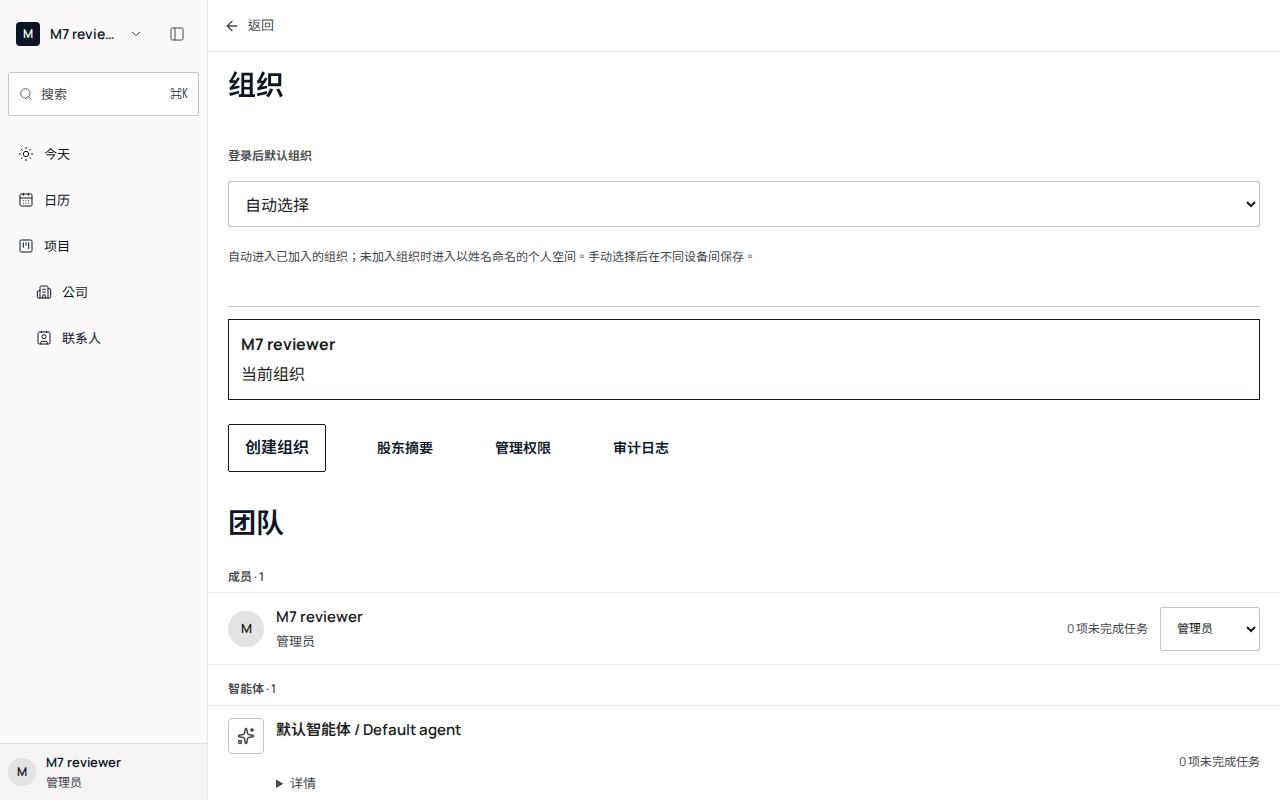 M M7 revie...
搜索 ⌘K
今天
日历
项目
公司
联系人
M M7 reviewer
管理员
返回
组织
登录后默认组织
自动选择
自动进入已加入的组织；未加入组织时进入以姓名命名的个人空间。手动选择后在不同设备间保存。
M7 reviewer
当前组织
创建组织 股东摘要 管理权限 审计日志
团队
成员 · 1
M M7 reviewer
管理员
0 项未完成任务 管理员
智能体 · 1
默认智能体 / Default agent
0 项未完成任务
详情